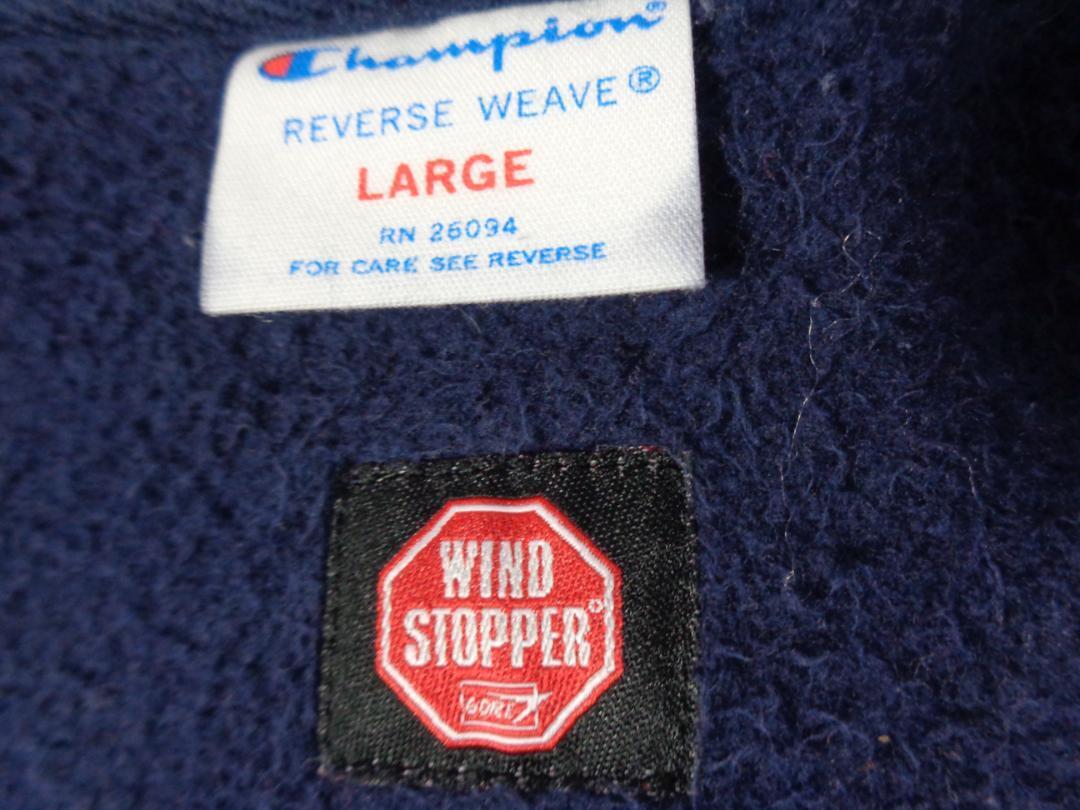 Champion®
REVERSE WEAVE®
LARGE
RN 26094
FOR CARE SEE REVERSE
WIND
STOPPER®
GORE